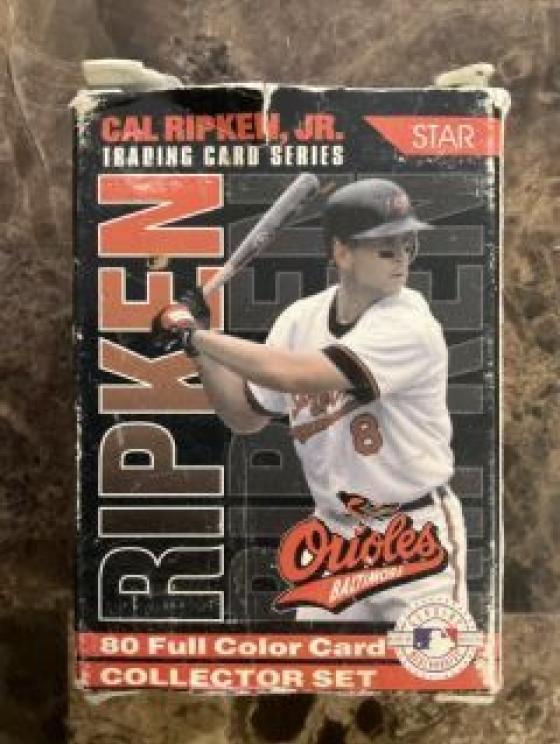 CAL RIPKEN, JR.
TRADING CARD SERIES
STAR
RIPKEN
8
Orioles
BALTIMORE
80 Full Color Card
COLLECTOR SET